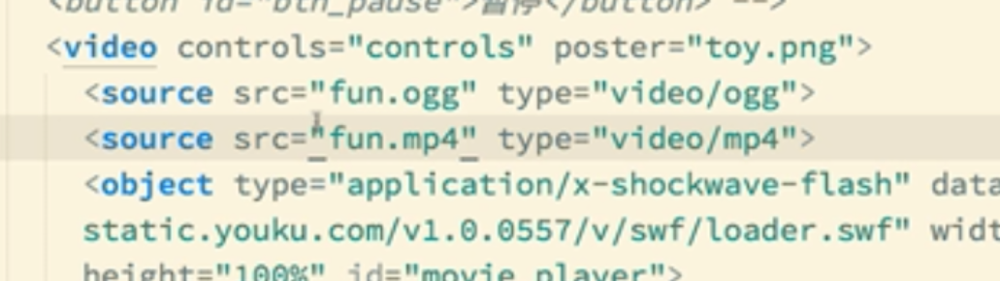 <button id="btn_pause">暂停</button> -->
<video controls="controls" poster="toy.png">
<source src="fun.ogg" type="video/ogg">
<source src="fun.mp4" type="video/mp4">
<object type="application/x-shockwave-flash" data
static.youku.com/v1.0.0557/v/swf/loader.swf" widt
height="100%" id="movie_player">